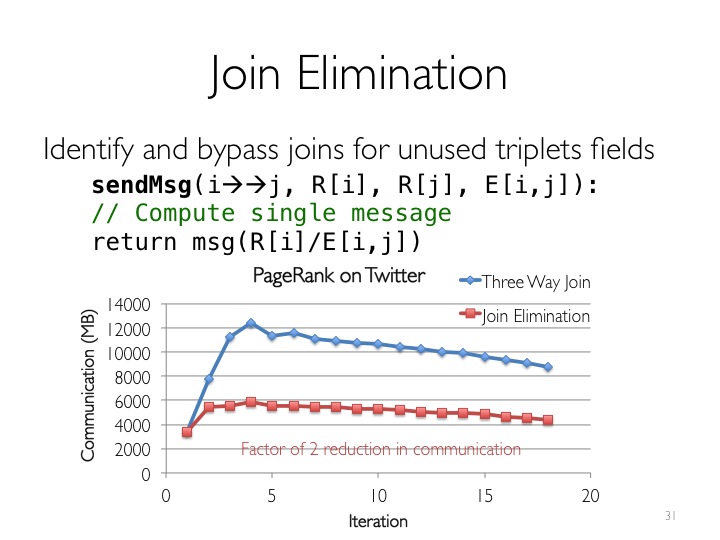 Join Elimination
Identify and bypass joins for unused triplets fields
sendMsg(i→→j, R[i], R[j], E[i,j]):
// Compute single message
return msg(R[i]/E[i,j])
PageRank on Twitter
Three Way Join
Join Elimination
Communication (MB)
14000
12000
10000
8000
6000
4000
2000
0
Factor of 2 reduction in communication
0 5 10 15 20
Iteration
31